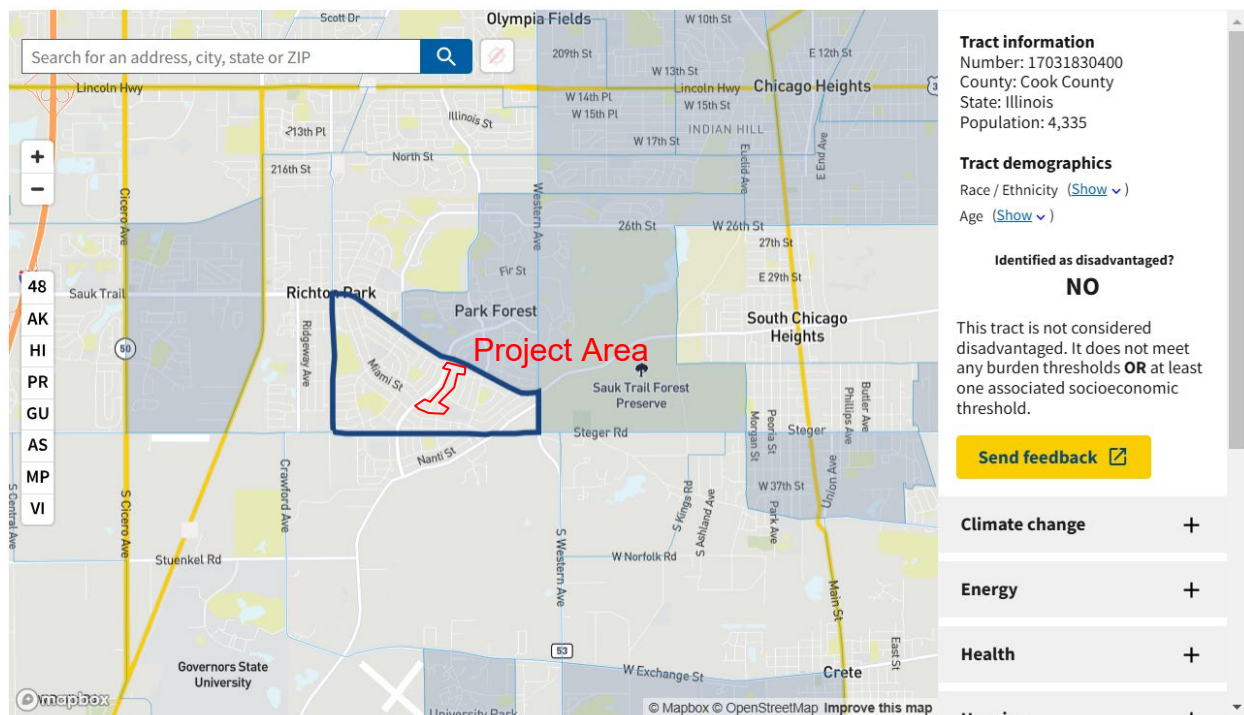 Scott Dr
Olympia Fields
W 10th St
Search for an address, city, state or ZIP
209th St
E 12th St
W 13th St
Lincoln Hwy
Lincoln Hwy
Chicago Heights
W 14th Pl
W 15th Pl
W 15th St
Illinois St
213th Pl
INDIAN HILL
W 17th St
E End Ave
Euclid Ave
+
−
North St
216th St
Cicero Ave
Western Ave
26th St
W 26th St
27th St
Fir St
E 29th St
48
Sauk Trail
Richton Park
AK
Park Forest
South Chicago
Heights
HI
50
Ridgeway Ave
Project Area
PR
Miami St
Sauk Trail Forest
Preserve
GU
Peoria St
Morgan St
Butler Ave
Phillips Ave
AS
Steger Rd
Steger
MP
Nanti St
Union Ave
VI
Crawford Ave
W 37th St
S Central Ave
S Cicero Ave
S Kings Rd
S Ashland Ave
Park Ave
Stuenkel Rd
S Western Ave
W Norfolk Rd
Main St
53
East St
Governors State
University
W Exchange St
Crete
mapbox
University Park
© Mapbox © OpenStreetMap Improve this map
Tract information
Number: 17031830400
County: Cook County
State: Illinois
Population: 4,335
Tract demographics
Race / Ethnicity (Show )
Age (Show )
Identified as disadvantaged?
NO
This tract is not considered
disadvantaged. It does not meet
any burden thresholds OR at least
one associated socioeconomic
threshold.
Send feedback
Climate change +
Energy +
Health +